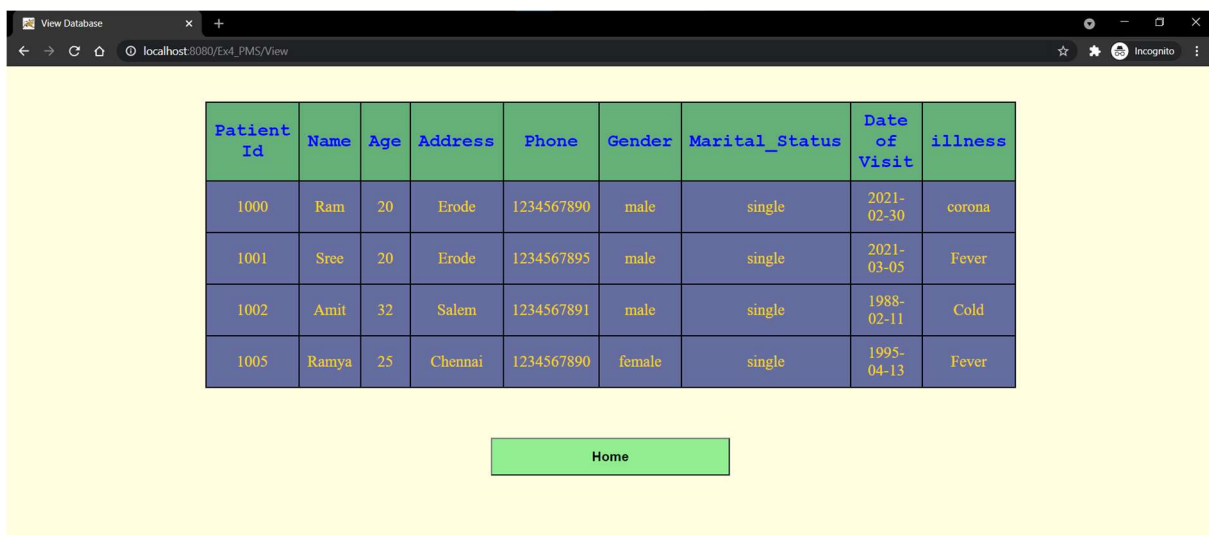 View Database
localhost:8080/Ex4_PMS/View
Incognito
Patient Id Name Age Address Phone Gender Marital_Status Date of Visit illness
1000 Ram 20 Erode 1234567890 male single 2021-02-30 corona
1001 Sree 20 Erode 1234567895 male single 2021-03-05 Fever
1002 Amit 32 Salem 1234567891 male single 1988-02-11 Cold
1005 Ramya 25 Chennai 1234567890 female single 1995-04-13 Fever
Home